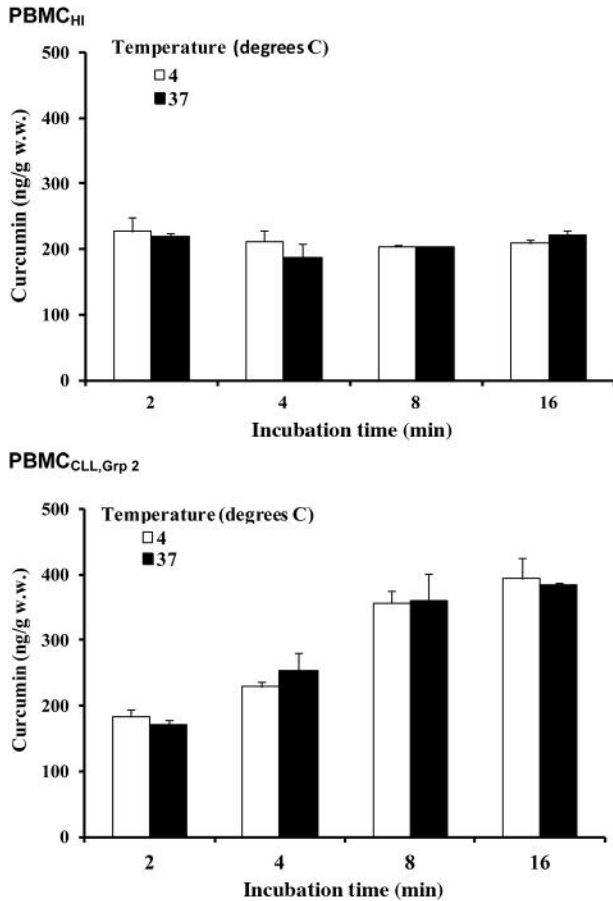 PBMCHI
Temperature (degrees C)
4
37
Curcumin (ng/g w.w.)
500
400
300
200
100
0
2 4 8 16
Incubation time (min)
PBMCCLL,Grp 2
Temperature (degrees C)
4
37
Curcumin (ng/g w.w.)
500
400
300
200
100
0
2 4 8 16
Incubation time (min)